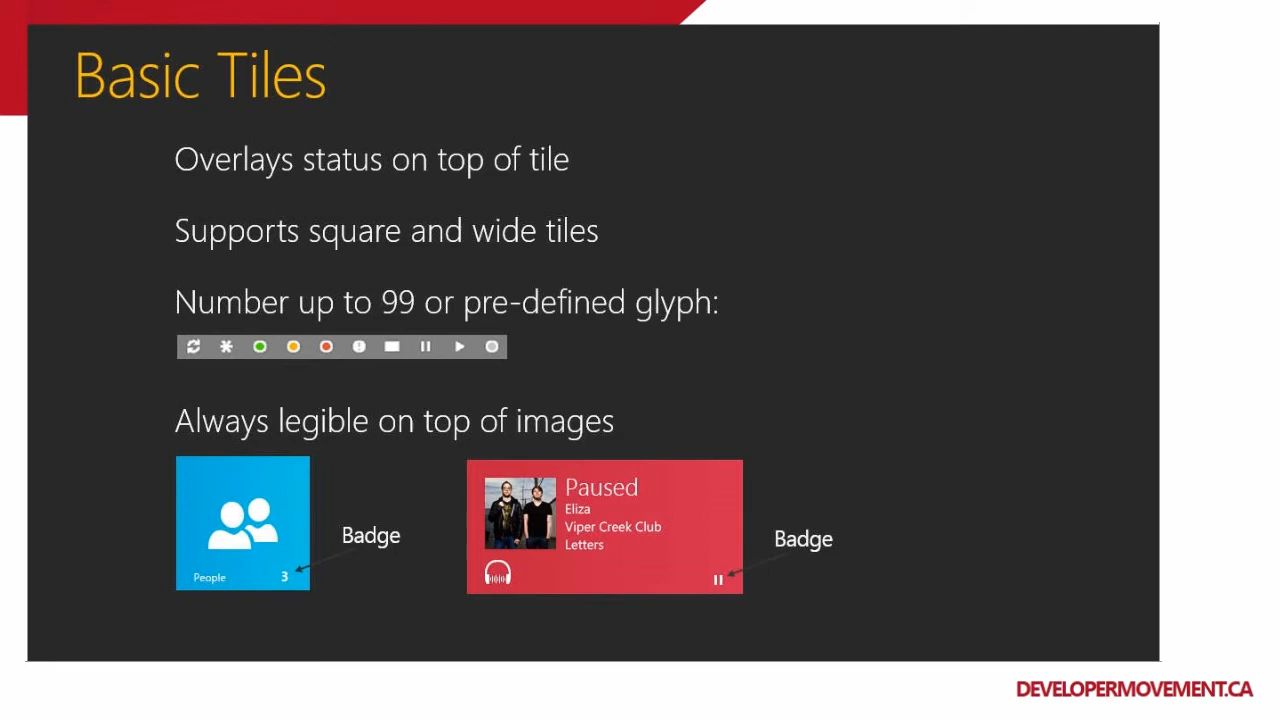 Basic Tiles
Overlays status on top of tile
Supports square and wide tiles
Number up to 99 or pre-defined glyph:
Always legible on top of images
People 3
Badge
Paused
Eliza
Viper Creek Club
Letters
Badge
DEVELOPERMOVEMENT.CA